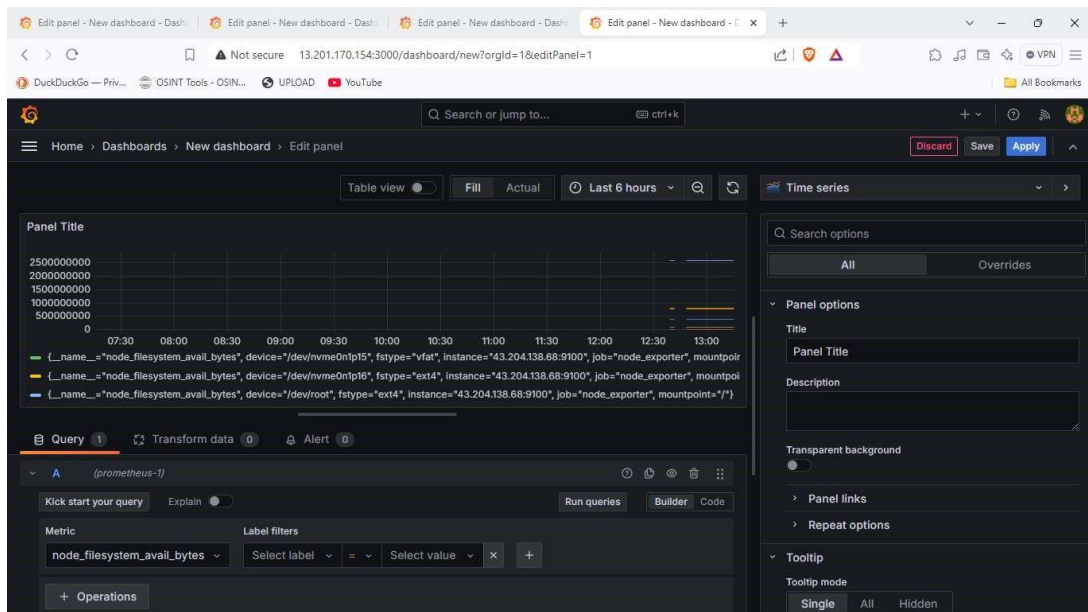 Edit panel - New dashboard - Dash
Edit panel - New dashboard - Dash
Edit panel - New dashboard - Dash
Edit panel - New dashboard - D
Not secure 13.201.170.154:3000/dashboard/new?orgId=1&editPanel=1
VPN
DuckDuckGo — Priv... OSINT Tools - OSIN... UPLOAD YouTube All Bookmarks
Search or jump to... ctrl+k
Home › Dashboards › New dashboard › Edit panel Discard Save Apply
Table view Fill Actual Last 6 hours Time series
Panel Title
2500000000
2000000000
1500000000
1000000000
500000000
0
07:30 08:00 08:30 09:00 09:30 10:00 10:30 11:00 11:30 12:00 12:30 13:00
{__name__="node_filesystem_avail_bytes", device="/dev/nvme0n1p15", fstype="vfat", instance="43.204.138.68:9100", job="node_exporter", mountpoin
{__name__="node_filesystem_avail_bytes", device="/dev/nvme0n1p16", fstype="ext4", instance="43.204.138.68:9100", job="node_exporter", mountpoi
{__name__="node_filesystem_avail_bytes", device="/dev/root", fstype="ext4", instance="43.204.138.68:9100", job="node_exporter", mountpoint="/"}
Query 1 Transform data 0 Alert 0
A (prometheus-1)
Kick start your query Explain Run queries Builder Code
Metric Label filters
node_filesystem_avail_bytes Select label = Select value
+ Operations
Search options
All Overrides
Panel options
Title
Panel Title
Description
Transparent background
Panel links
Repeat options
Tooltip
Tooltip mode
Single All Hidden